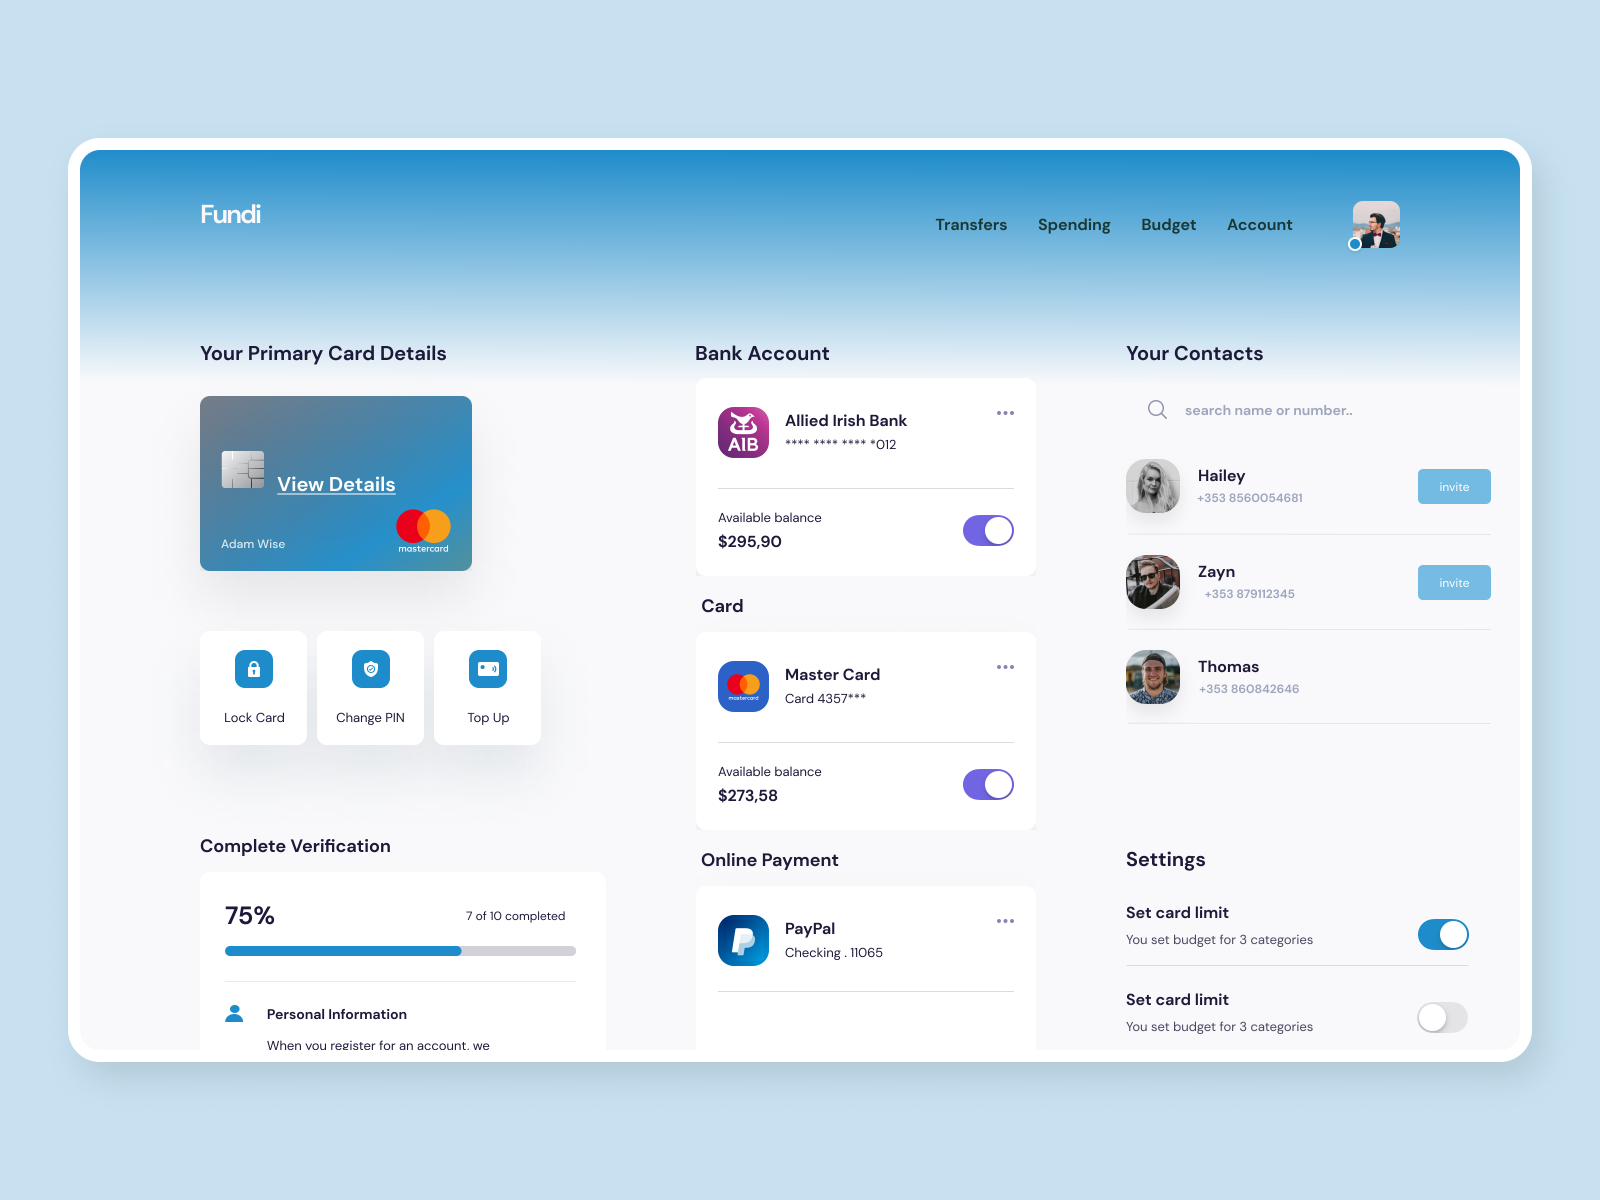 Fundi
Transfers
Spending
Budget
Account
Your Primary Card Details
View Details
Adam Wise
mastercard
Lock Card
Change PIN
Top Up
Complete Verification
75%
7 of 10 completed
Personal Information
When you register for an account, we
Bank Account
AIB
Allied Irish Bank
**** **** **** *012
Available balance
$295,90
Card
mastercard
Master Card
Card 4357***
Available balance
$273,58
Online Payment
PayPal
Checking . 11065
Your Contacts
search name or number..
Hailey
+353 8560054681
invite
Zayn
+353 879112345
invite
Thomas
+353 860842646
Settings
Set card limit
You set budget for 3 categories
Set card limit
You set budget for 3 categories